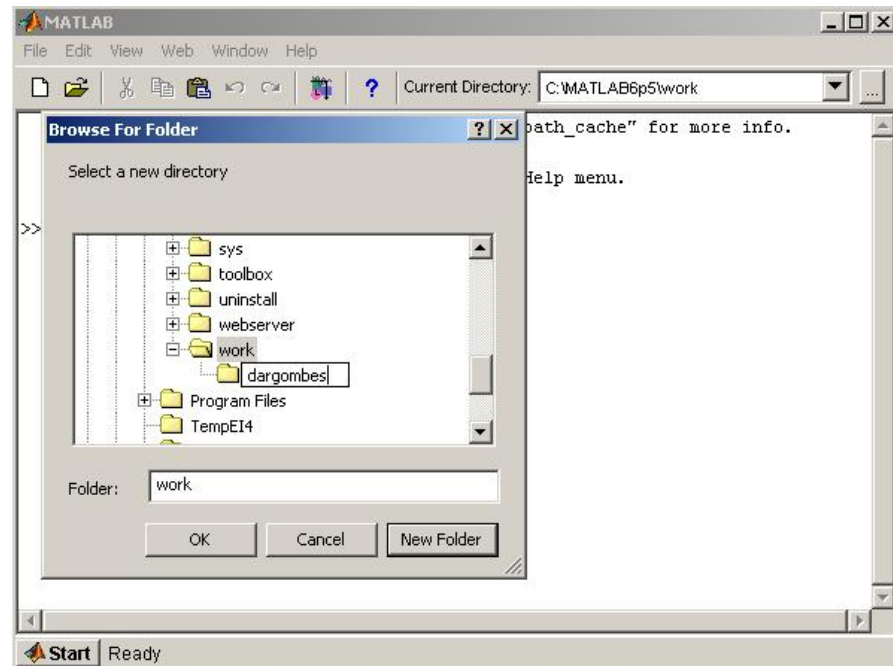 MATLAB
File Edit View Web Window Help
? Current Directory: C:\MATLAB6p5\work ...
Browse For Folder ?
path_cache" for more info.
Select a new directory
Help menu.
>>
sys
toolbox
uninstall
webserver
work
dargombes
Program Files
TempEI4
Folder: work
OK Cancel New Folder
Start Ready